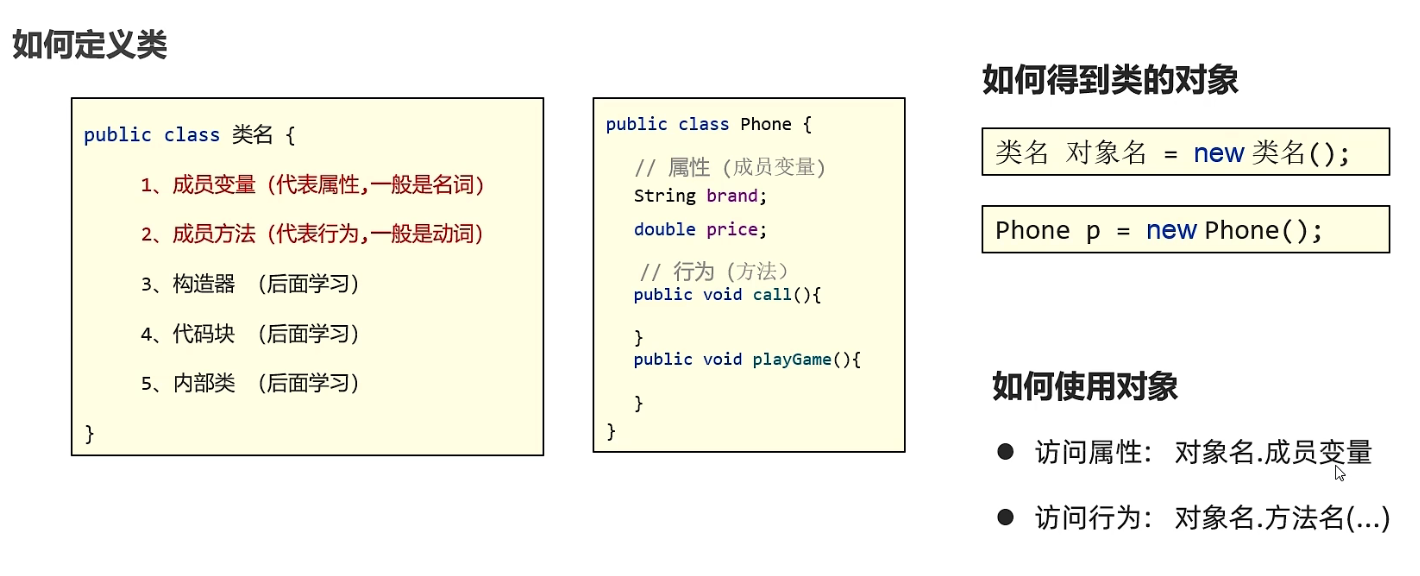 如何定义类
public class 类名 {
1、成员变量 (代表属性,一般是名词)
2、成员方法 (代表行为,一般是动词)
3、构造器 (后面学习)
4、代码块 (后面学习)
5、内部类 (后面学习)
}
public class Phone {
// 属性 (成员变量)
String brand;
double price;
// 行为 (方法)
public void call(){
}
public void playGame(){
}
}
如何得到类的对象
类名 对象名 = new 类名();
Phone p = new Phone();
如何使用对象
● 访问属性: 对象名.成员变量
● 访问行为: 对象名.方法名(...)